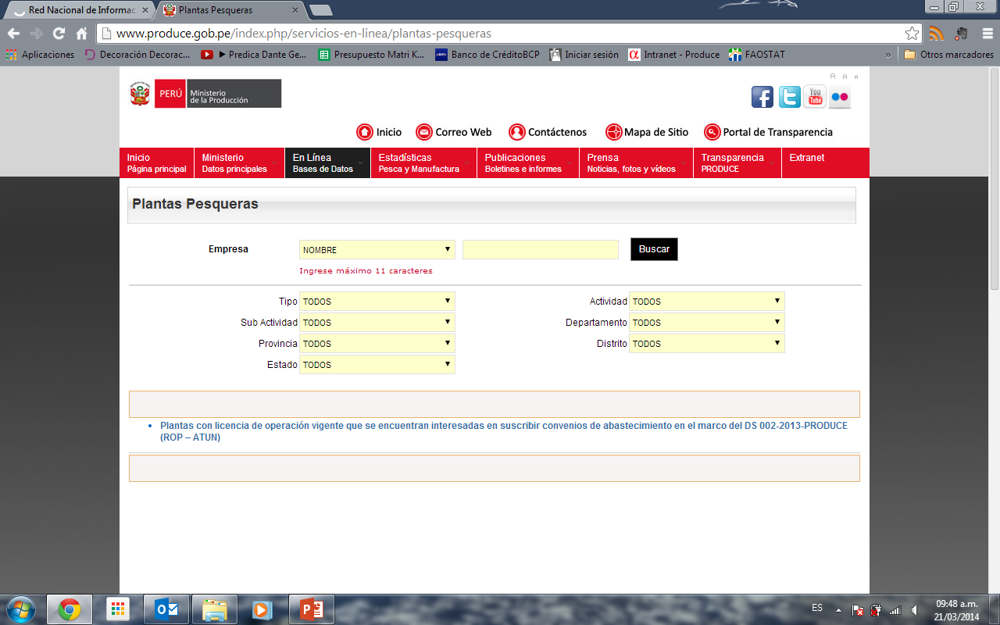 Red Nacional de Informac
Plantas Pesqueras
www.produce.gob.pe/index.php/servicios-en-linea/plantas-pesqueras
Aplicaciones
Decoración Decorac...
► Predica Dante Ge...
Presupuesto Matri K...
Banco de CréditoBCP
Iniciar sesión
Intranet - Produce
FAOSTAT
»
Otros marcadores
A A A
PERÚ
Ministerio
de la Producción
Inicio
Correo Web
Contáctenos
Mapa de Sitio
Portal de Transparencia
Inicio
Página principal
Ministerio
Datos principales
En Línea
Bases de Datos
Estadísticas
Pesca y Manufactura
Publicaciones
Boletines e informes
Prensa
Noticias, fotos y vídeos
Transparencia
PRODUCE
Extranet
Plantas Pesqueras
Empresa NOMBRE Buscar
Ingrese máximo 11 caracteres
Tipo TODOS Actividad TODOS
Sub Actividad TODOS Departamento TODOS
Provincia TODOS Distrito TODOS
Estado TODOS
• Plantas con licencia de operación vigente que se encuentran interesadas en suscribir convenios de abastecimiento en el marco del DS 002-2013-PRODUCE
(ROP – ATUN)
ES
09:48 a.m.
21/03/2014